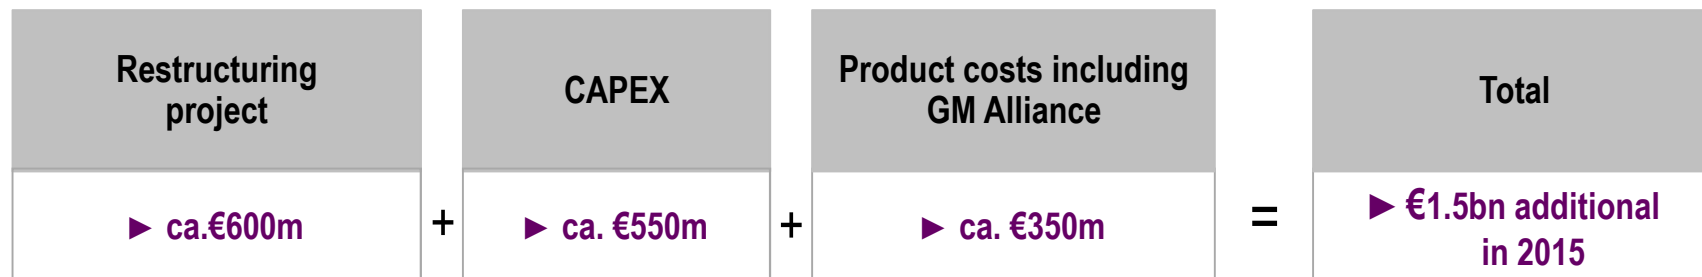 Restructuring
project
CAPEX
Product costs including
GM Alliance
Total
► ca.€600m
+
► ca. €550m
+
► ca. €350m
=
► €1.5bn additional
in 2015